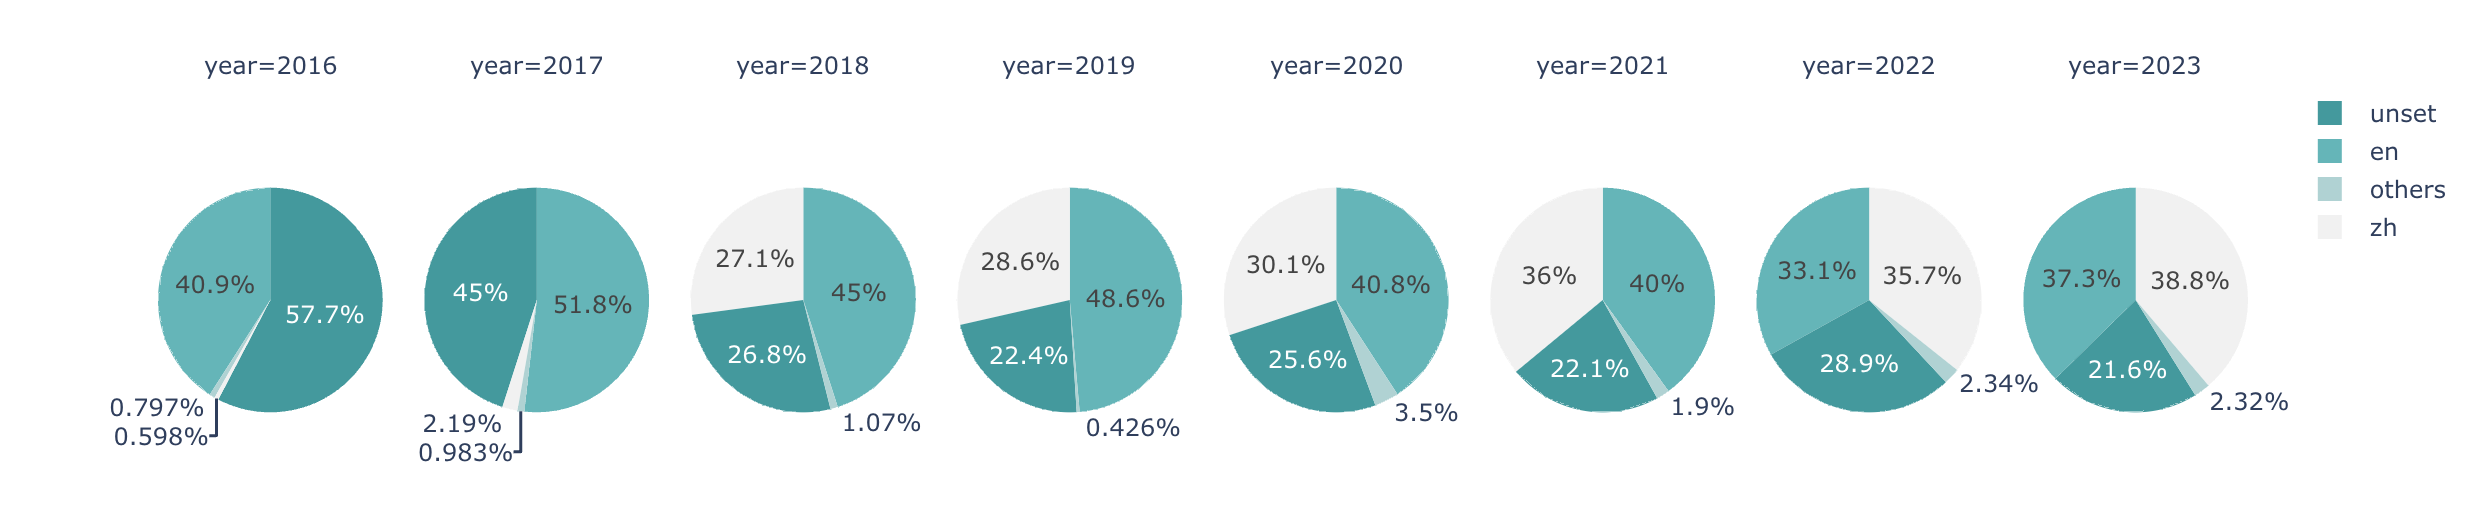 year=2016
year=2017
year=2018
year=2019
year=2020
year=2021
year=2022
year=2023
unset
en
others
zh
40.9%
57.7%
0.797%
0.598%
45%
51.8%
2.19%
0.983%
27.1%
45%
26.8%
1.07%
28.6%
48.6%
22.4%
0.426%
30.1%
40.8%
25.6%
3.5%
36%
40%
22.1%
1.9%
33.1%
35.7%
28.9%
2.34%
37.3%
38.8%
21.6%
2.32%